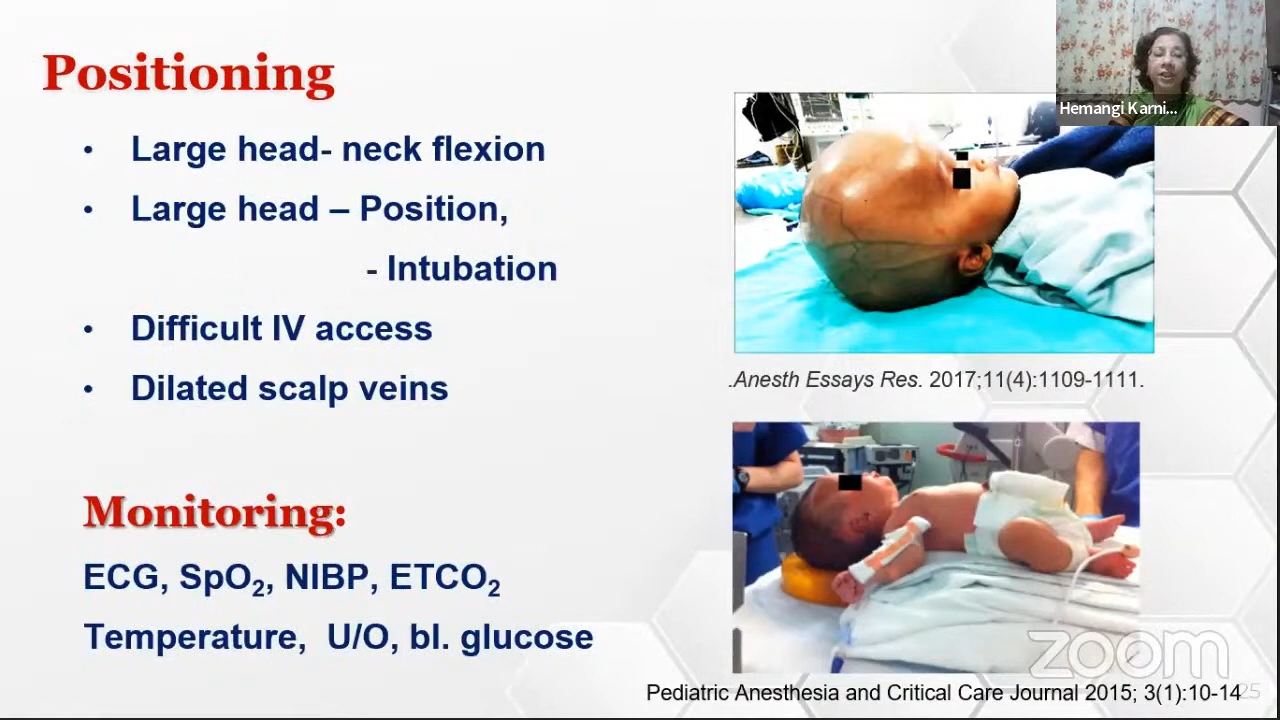 Positioning
• Large head- neck flexion
• Large head – Position,
- Intubation
• Difficult IV access
• Dilated scalp veins
Monitoring:
ECG, SpO₂, NIBP, ETCO₂
Temperature, U/O, bl. glucose
Hemangi Karni...
.Anesth Essays Res. 2017;11(4):1109-1111.
zoom
Pediatric Anesthesia and Critical Care Journal 2015; 3(1):10-14
25